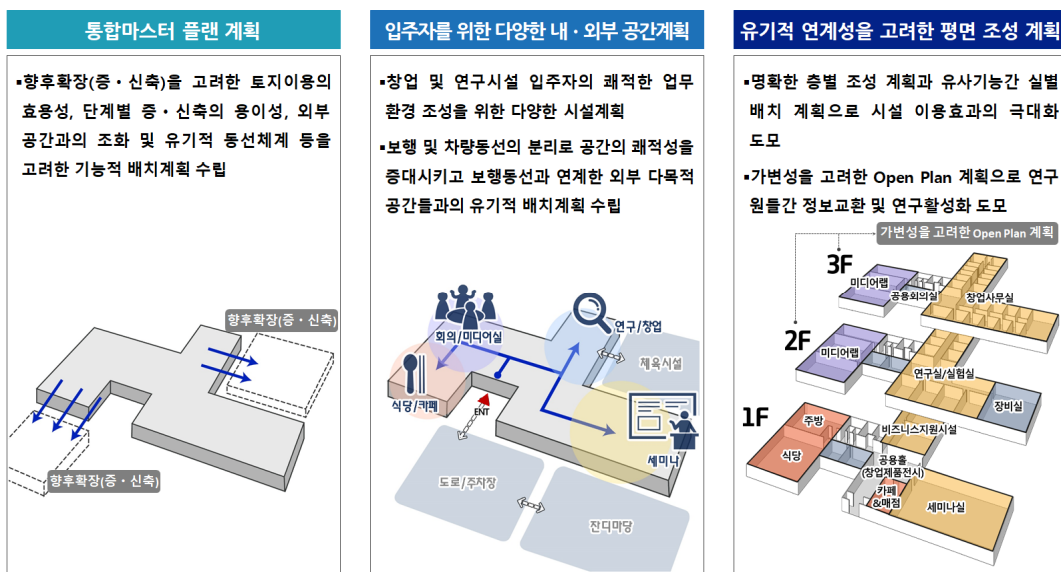 통합마스터 플랜 계획
▪향후확장(증·신축)을 고려한 토지이용의
효용성, 단계별 증·신축의 용이성, 외부
공간과의 조화 및 유기적 동선체계 등을
고려한 기능적 배치계획 수립
향후확장(증·신축)
향후확장(증·신축)
입주자를 위한 다양한 내·외부 공간계획
▪창업 및 연구시설 입주자의 쾌적한 업무
환경 조성을 위한 다양한 시설계획
▪보행 및 차량동선의 분리로 공간의 쾌적성을
증대시키고 보행동선과 연계한 외부 다목적
공간들과의 유기적 배치계획 수립
회의/미디어실
연구/창업
체육시설
식당/카페
ENT
세미나
도로/주차장
잔디마당
유기적 연계성을 고려한 평면 조성 계획
▪명확한 층별 조성 계획과 유사기능간 실별
배치 계획으로 시설 이용효과의 극대화
도모
▪가변성을 고려한 Open Plan 계획으로 연구
원들간 정보교환 및 연구활성화 도모
가변성을 고려한 Open Plan 계획
3F
미디어랩
공용회의실
창업사무실
2F
미디어랩
연구실/실험실
장비실
1F
주방
비즈니스지원시설
식당
공용홀
(창업제품전시)
카페
&매점
세미나실